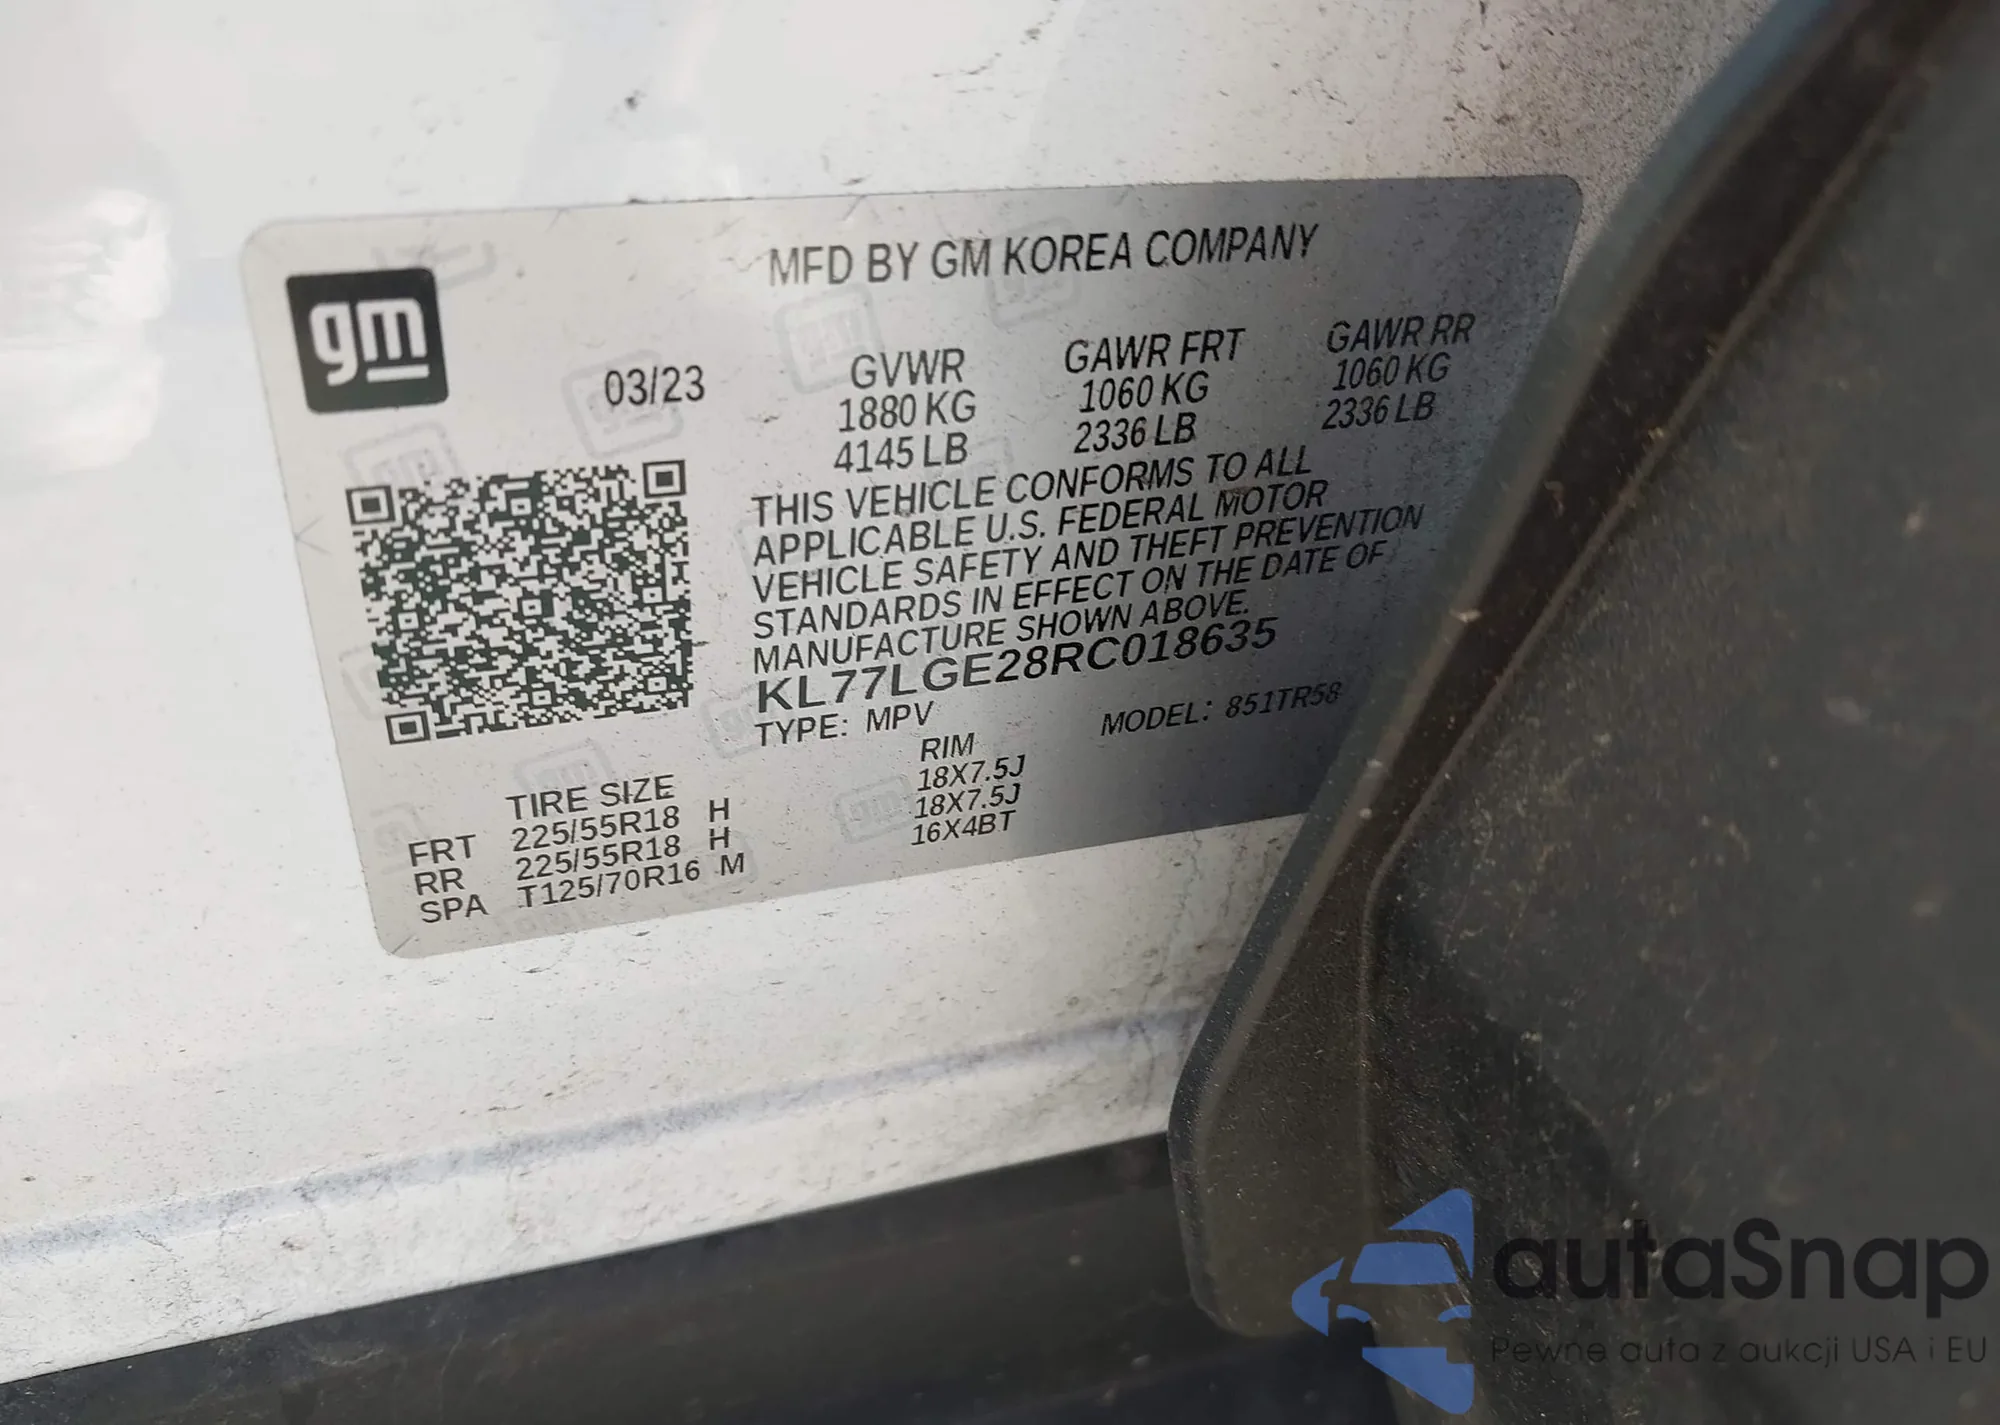 gm
MFD BY GM KOREA COMPANY
03/23
GVWR GAWR FRT GAWR RR
1880 KG 1060 KG 1060 KG
4145 LB 2336 LB 2336 LB
THIS VEHICLE CONFORMS TO ALL
APPLICABLE U.S. FEDERAL MOTOR
VEHICLE SAFETY AND THEFT PREVENTION
STANDARDS IN EFFECT ON THE DATE OF
MANUFACTURE SHOWN ABOVE.
KL77LGE28RC018635
TYPE: MPV MODEL: 851TR58
TIRE SIZE RIM
FRT 225/55R18 H 18X7.5J
RR 225/55R18 H 18X7.5J
SPA T125/70R16 M 16X4BT
autaSnap
Pewne auta z aukcji USA i EU